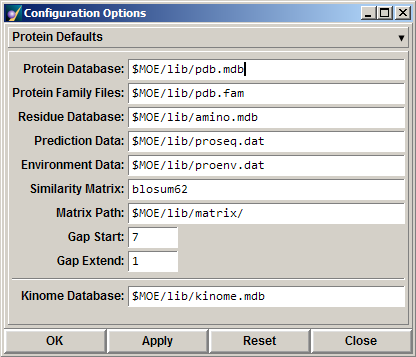 Configuration Options
Protein Defaults
Protein Database: $MOE/lib/pdb.mdb
Protein Family Files: $MOE/lib/pdb.fam
Residue Database: $MOE/lib/amino.mdb
Prediction Data: $MOE/lib/proseq.dat
Environment Data: $MOE/lib/proenv.dat
Similarity Matrix: blosum62
Matrix Path: $MOE/lib/matrix/
Gap Start: 7
Gap Extend: 1
Kinome Database: $MOE/lib/kinome.mdb
OK Apply Reset Close